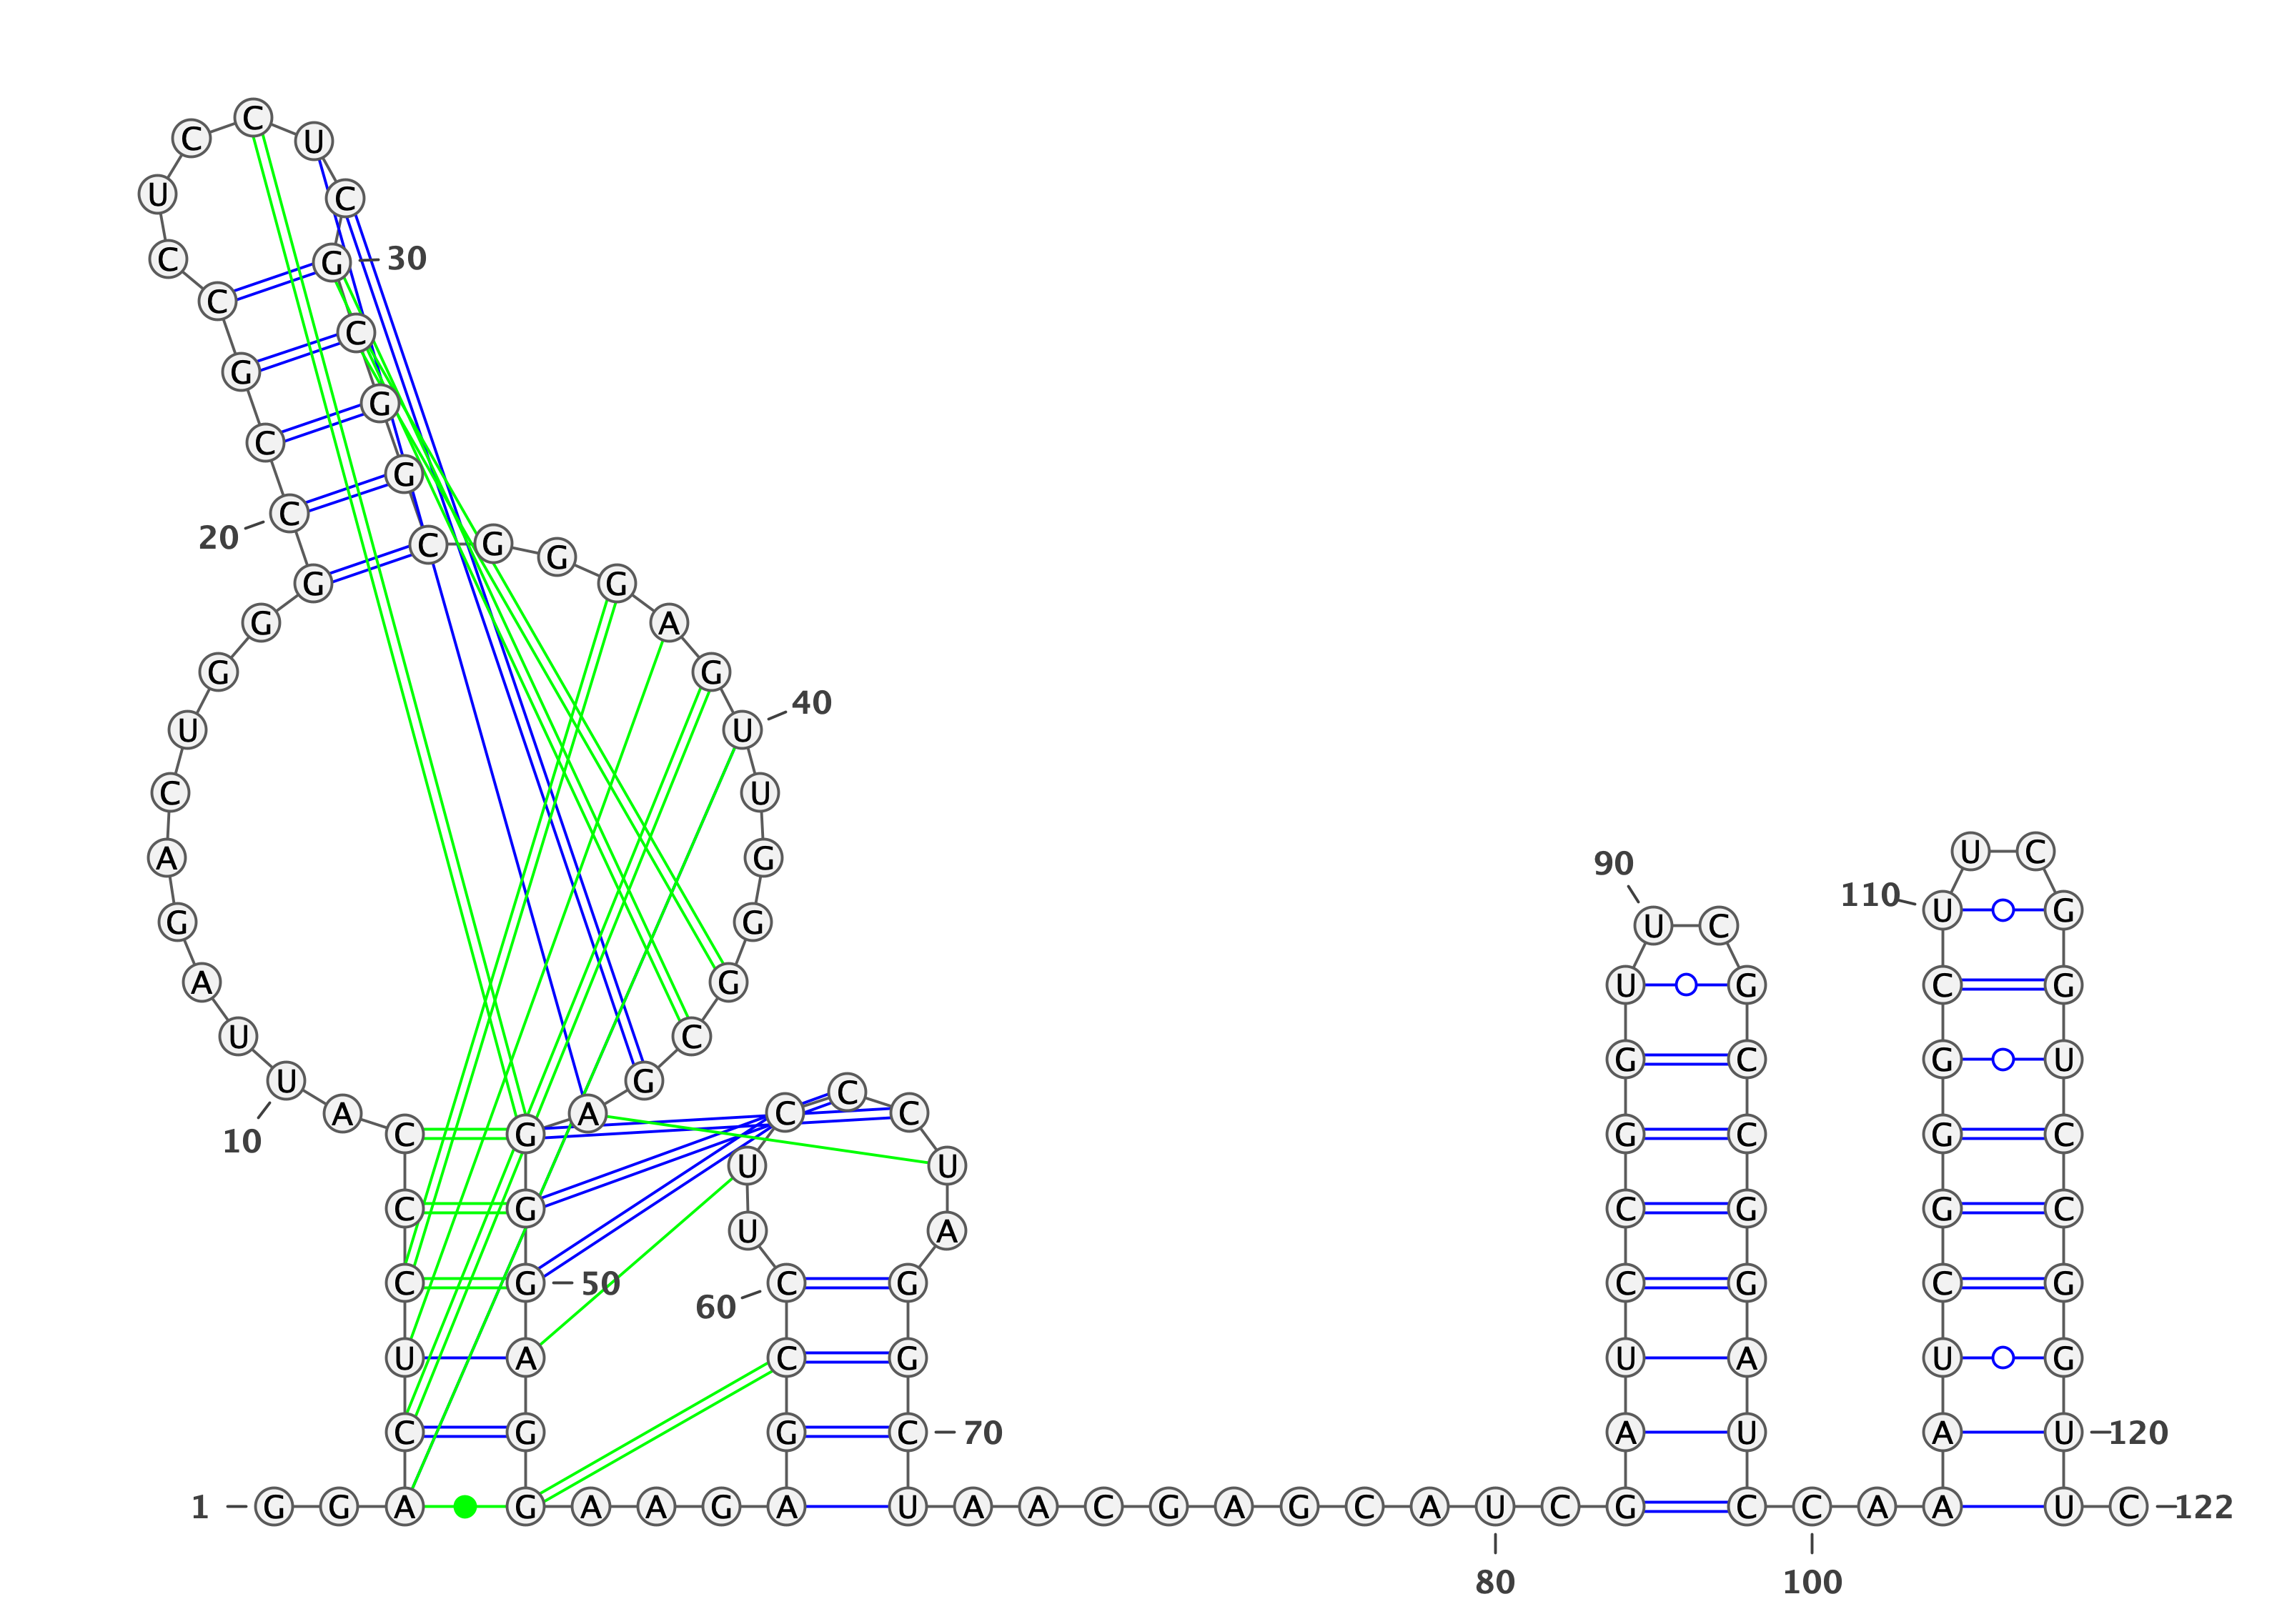 C
C U
U C
C G 30
C
C
G
G
C
G
C
20
C G
G
G G
G A
G G
40
U U
C U
U C
A G 90
110 U G
G G U C
A G U G C G
U C
G C G U
U G
C
A A C C
C G G C G C
10
U U
C G C G G C
U A
C G 50 C G C G C G
60
U A C G U A U G
C G G C 70 A U A U 120
1 G G A G A A G A U A A C G A G C A U C G C C A A U C 122
80 100